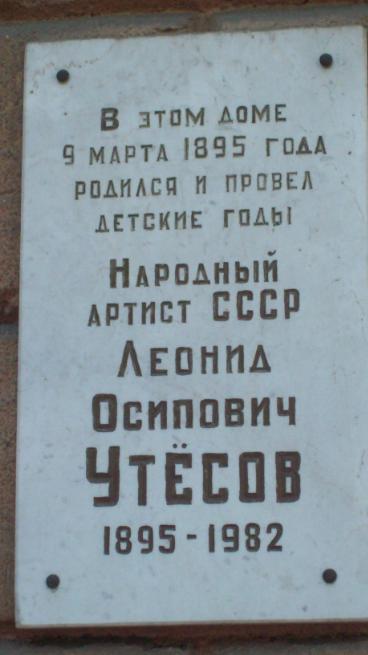 В ЭТОМ ДОМЕ
9 МАРТА 1895 ГОДА
РОДИЛСЯ И ПРОВЕЛ
ДЕТСКИЕ ГОДЫ
НАРОДНЫЙ
АРТИСТ СССР
ЛЕОНИД
ОСИПОВИЧ
УТЁСОВ
1895-1982